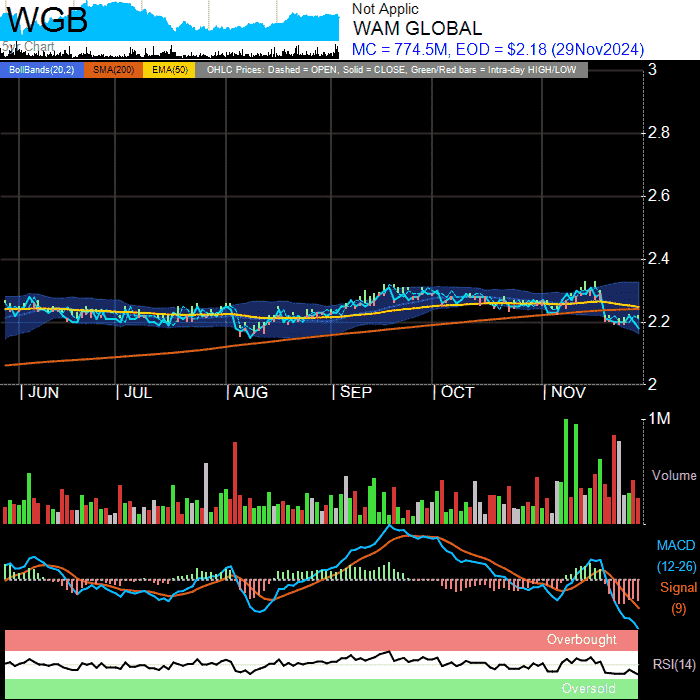 WGB
5yr Chart
Not Applic
WAM GLOBAL
MC = 774.5M, EOD = $2.18 (29Nov2024)
BollBands(20,2) SMA(200) EMA(50) OHLC Prices: Dashed = OPEN, Solid = CLOSE, Green/Red bars = Intra-day HIGH/LOW
3
2.8
2.6
2.4
2.2
2
| JUN | JUL | AUG | SEP | OCT | NOV
1M
Volume
MACD
(12-26)
Signal
(9)
Overbought
RSI(14)
Oversold